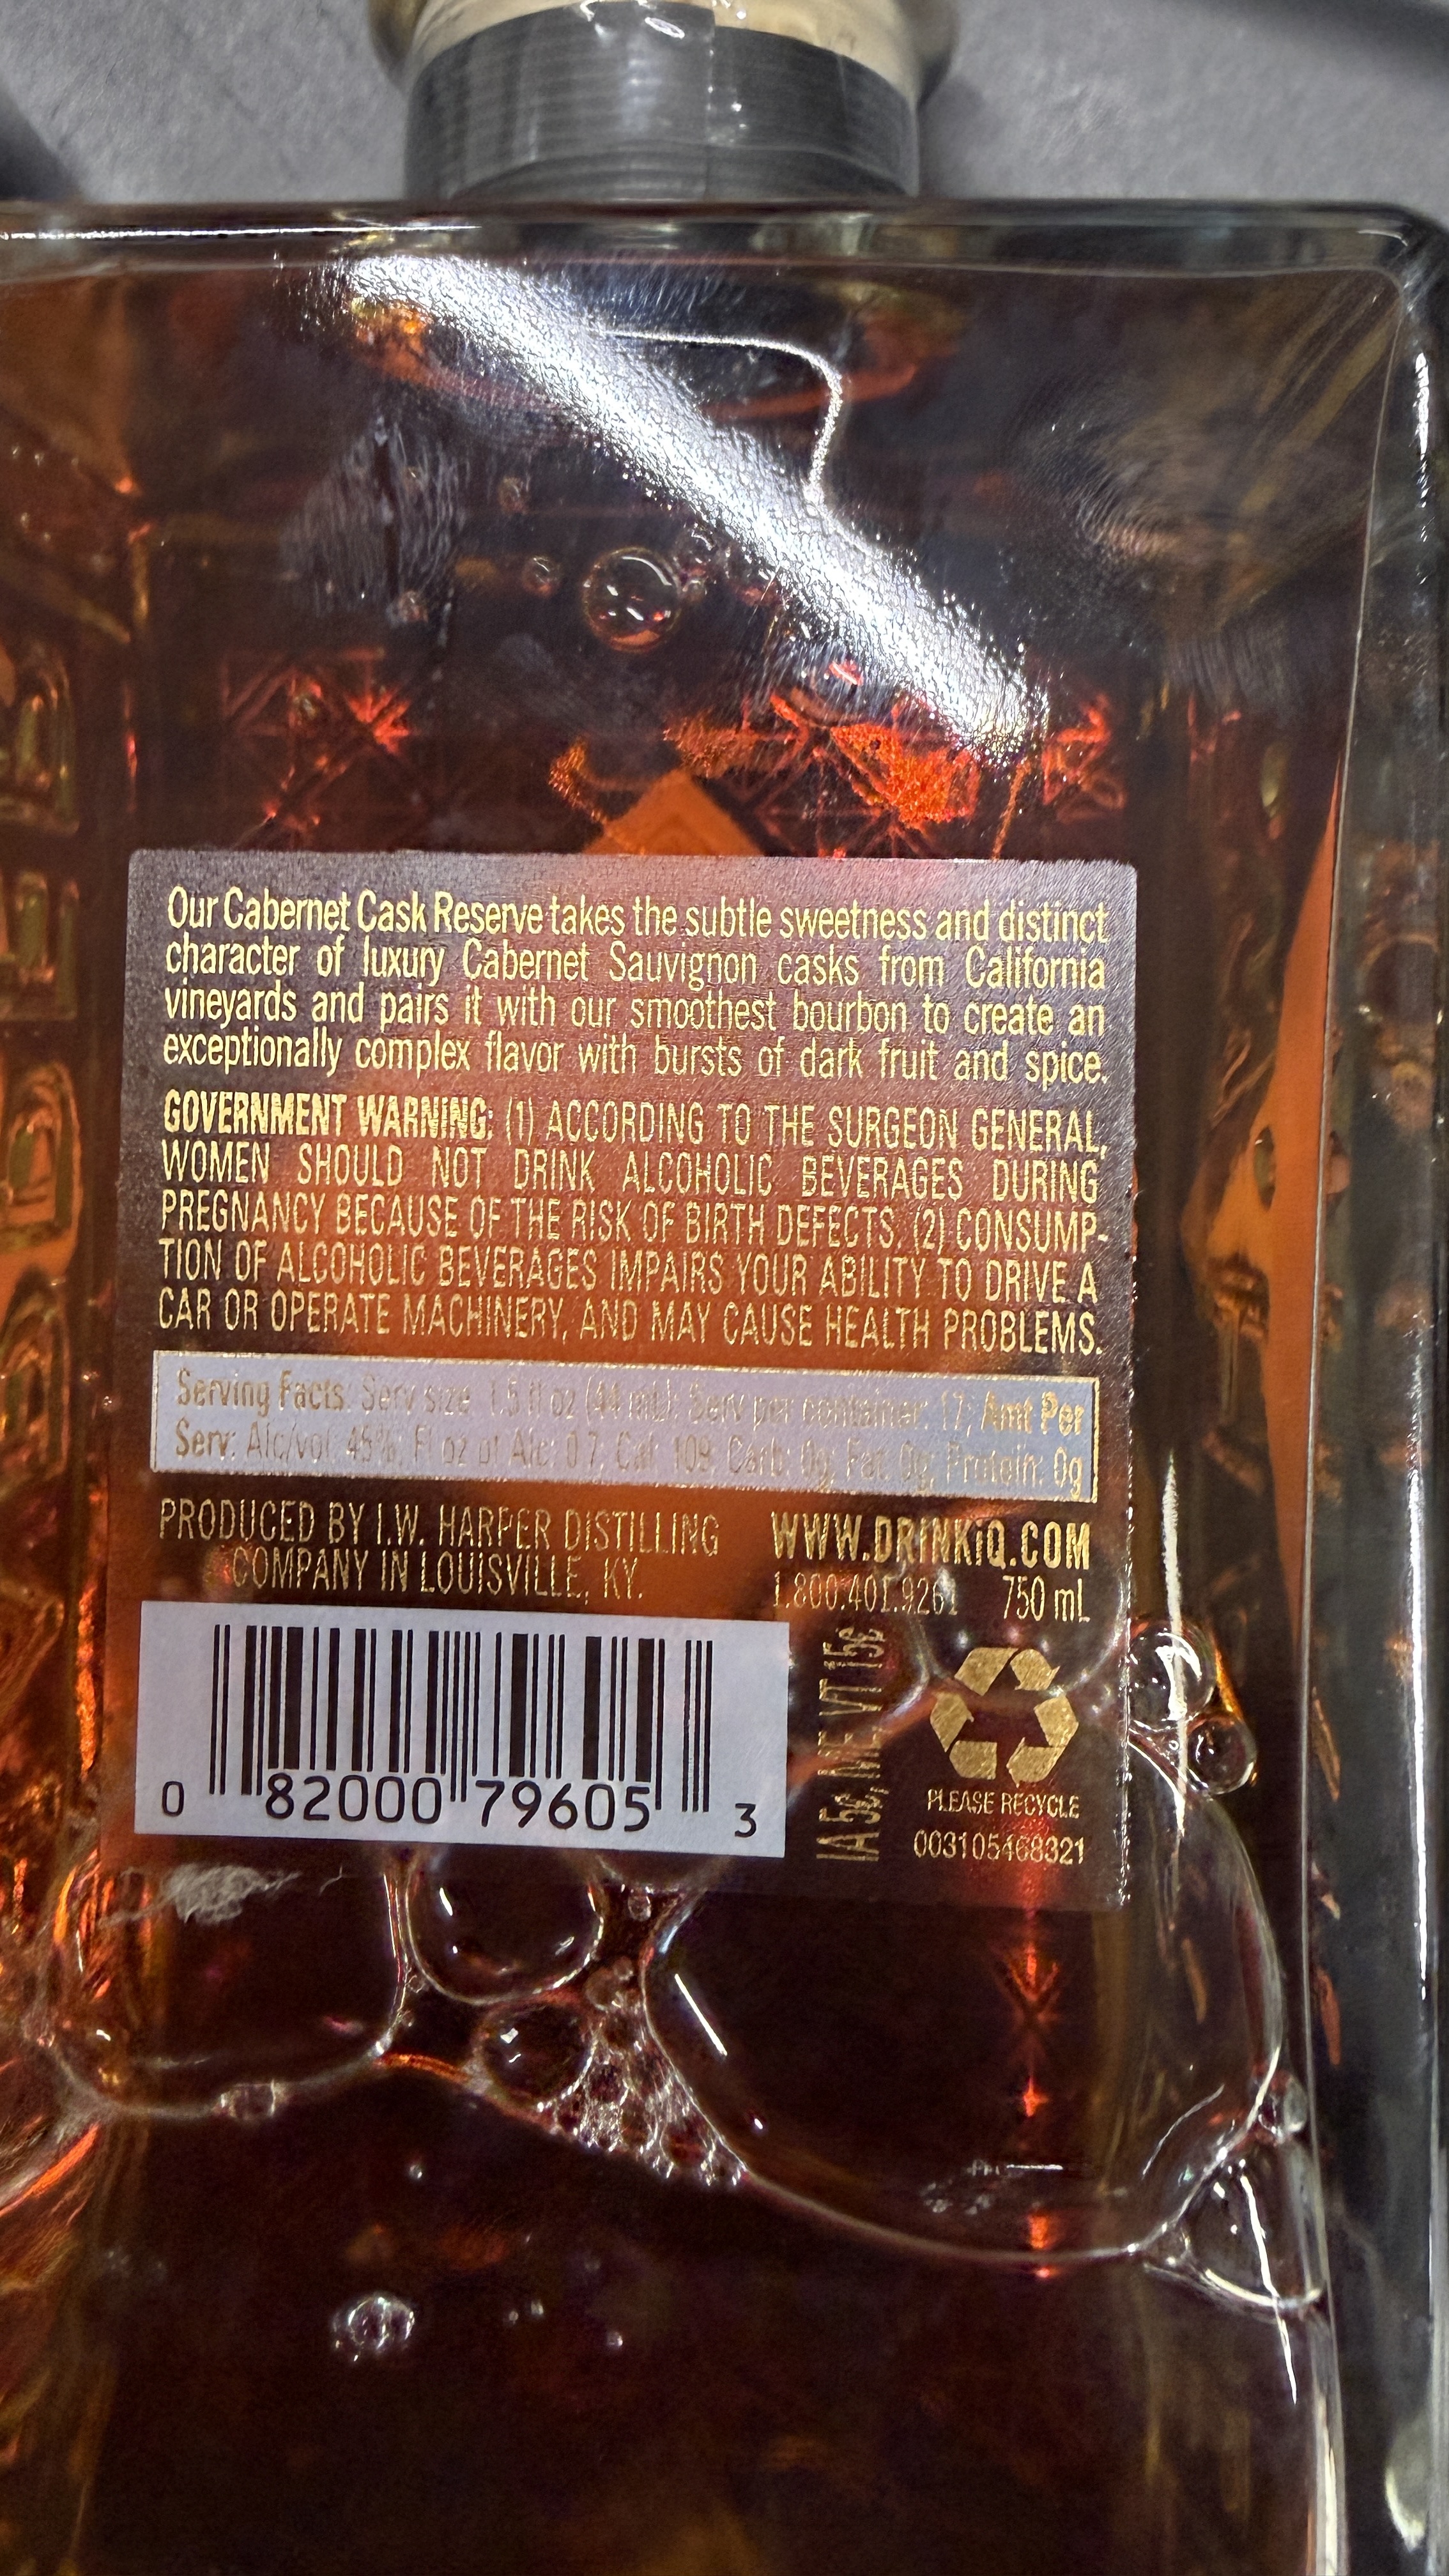 Our Cabernet Cask Reserve takes the subtle sweetness and distinct
character of luxury Cabernet Sauvignon casks from California
vineyards and pairs it with our smoothest bourbon to create an
exceptionally complex flavor with bursts of dark fruit and spice.
GOVERNMENT WARNING: (1) ACCORDING TO THE SURGEON GENERAL,
WOMEN SHOULD NOT DRINK ALCOHOLIC BEVERAGES DURING
PREGNANCY BECAUSE OF THE RISK OF BIRTH DEFECTS. (2) CONSUMP-
TION OF ALCOHOLIC BEVERAGES IMPAIRS YOUR ABILITY TO DRIVE A
CAR OR OPERATE MACHINERY, AND MAY CAUSE HEALTH PROBLEMS.
Serving Facts: Serv size: 1.5 fl oz (44 mL); Serv per container: 17; Amt Per
Serv: Alc/vol: 45%; Fl oz of Alc: 0.7; Cal: 109; Carb: 0g; Fat: 0g; Protein: 0g
PRODUCED BY I.W. HARPER DISTILLING
COMPANY IN LOUISVILLE, KY.
WWW.DRINKiQ.COM
1.800.401.9261 750 mL
0 82000 79605 3
IA 5¢, ME, VT 15¢
PLEASE RECYCLE
003105468321